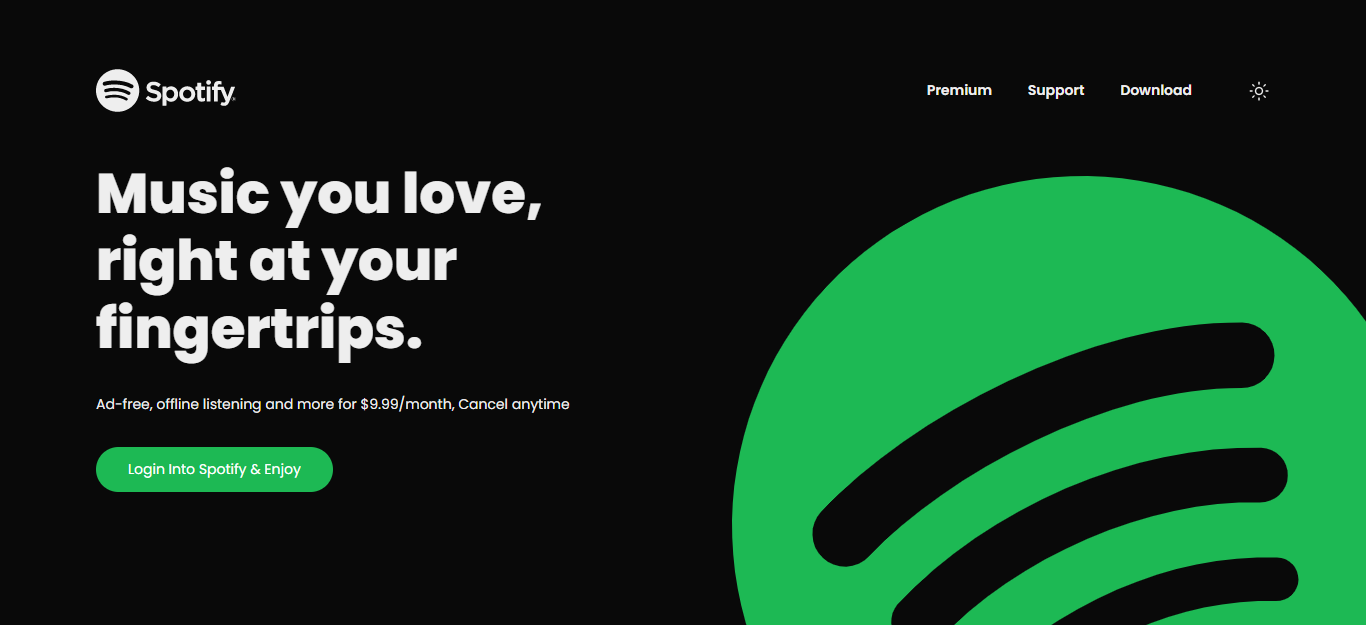 Spotify
Premium Support Download
Music you love,
right at your
fingertrips.
Ad-free, offline listening and more for $9.99/month, Cancel anytime
Login Into Spotify & Enjoy